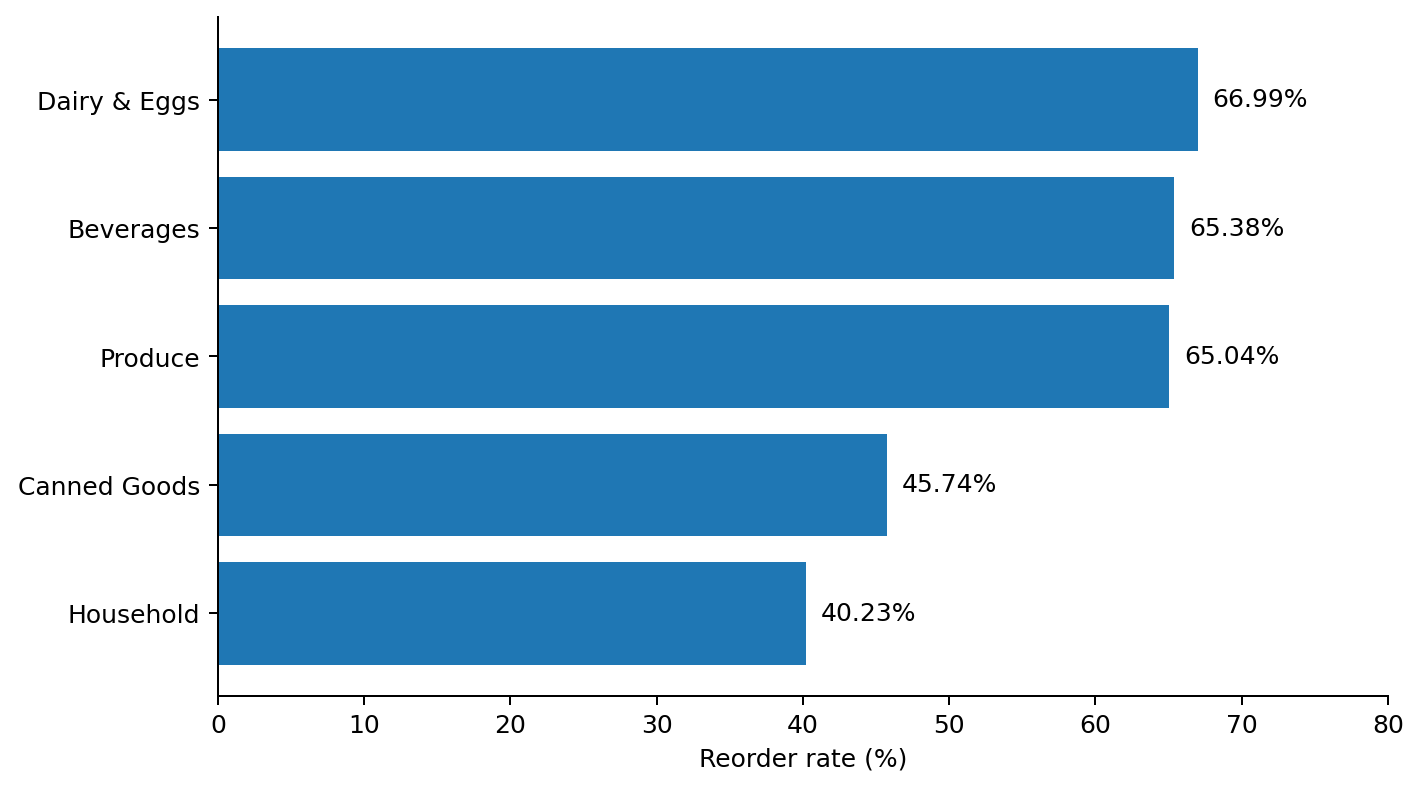 Dairy & Eggs 66.99%
Beverages 65.38%
Produce 65.04%
Canned Goods 45.74%
Household 40.23%
0 10 20 30 40 50 60 70 80
Reorder rate (%)